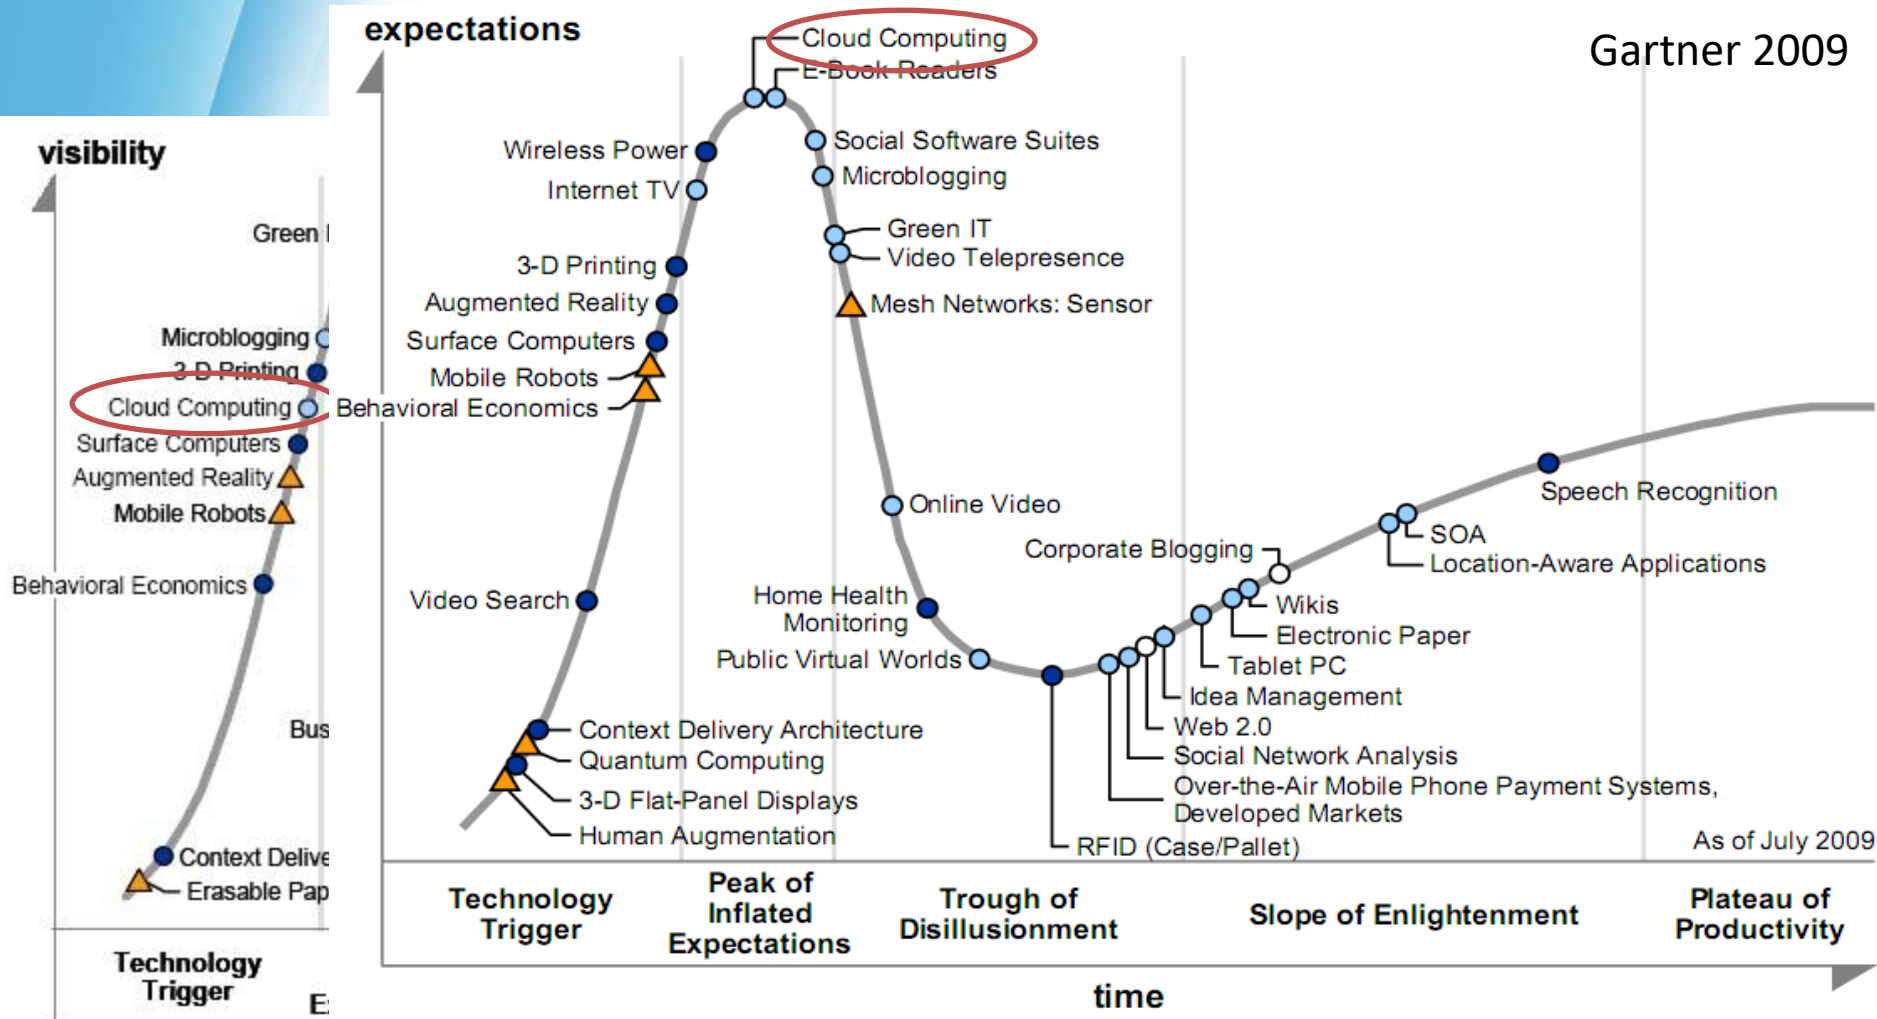 expectations
Gartner 2009
Cloud Computing
E-Book Readers
Wireless Power
Internet TV
Social Software Suites
Microblogging
Green IT
Video Telepresence
3-D Printing
Augmented Reality
Mesh Networks: Sensor
Surface Computers
Mobile Robots
Behavioral Economics
Online Video
Speech Recognition
SOA
Location-Aware Applications
Corporate Blogging
Video Search
Home Health
Monitoring
Public Virtual Worlds
Wikis
Electronic Paper
Tablet PC
Idea Management
Web 2.0
Social Network Analysis
Over-the-Air Mobile Phone Payment Systems,
Developed Markets
RFID (Case/Pallet)
Context Delivery Architecture
Quantum Computing
3-D Flat-Panel Displays
Human Augmentation
As of July 2009
Technology
Trigger
Peak of
Inflated
Expectations
Trough of
Disillusionment
Slope of Enlightenment
Plateau of
Productivity
time
visibility
Green
Microblogging
3-D Printing
Cloud Computing
Surface Computers
Augmented Reality
Mobile Robots
Behavioral Economics
Bus
Context Delive
Erasable Pap
Technology
Trigger